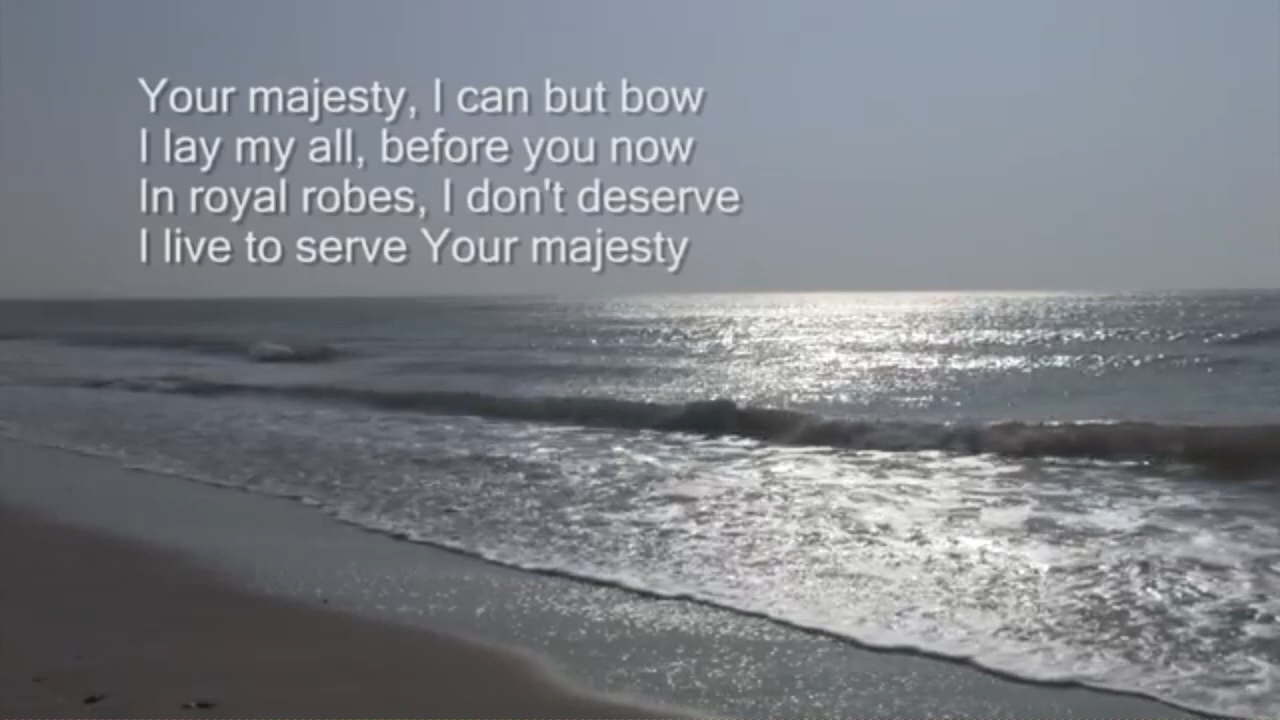 Your majesty, I can but bow
I lay my all, before you now
In royal robes, I don't deserve
I live to serve Your majesty